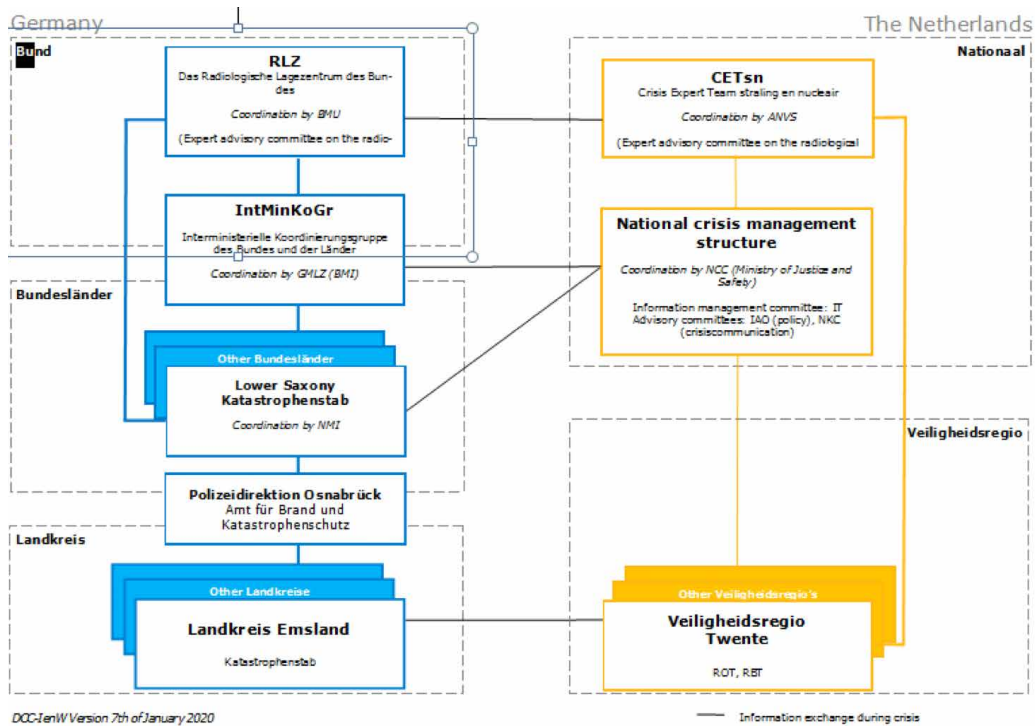 Germany
The Netherlands
Bund
Nationaal
RLZ
Das Radiologische Lagezentrum des Bun-
des
Coordination by BMU
(Expert advisory committee on the radio-
CETsn
Crisis Expert Team straling en nucleair
Coordination by ANVS
(Expert advisory committee on the radiological
IntMinKoGr
Interministerielle Koordinierungsgruppe
des Bundes und der Länder
Coordination by GMLZ (BMI)
National crisis management
structure
Coordination by NCC (Ministry of Justice and
Safety)
Information management committee: IT
Advisory committees: IAO (policy), NKC
(crisiscommunication)
Bundesländer
Other Bundesländer
Lower Saxony
Katastrophenstab
Coordination by NMI
Veiligheidsregio
Polizeidirektion Osnabrück
Amt für Brand und
Katastrophenschutz
Landkreis
Other Landkreise
Landkreis Emsland
Katastrophenstab
Other Veiligheidsregio's
Veiligheidsregio
Twente
ROT, RBT
DCC-IenW Version 7th of January 2020
Information exchange during crisis